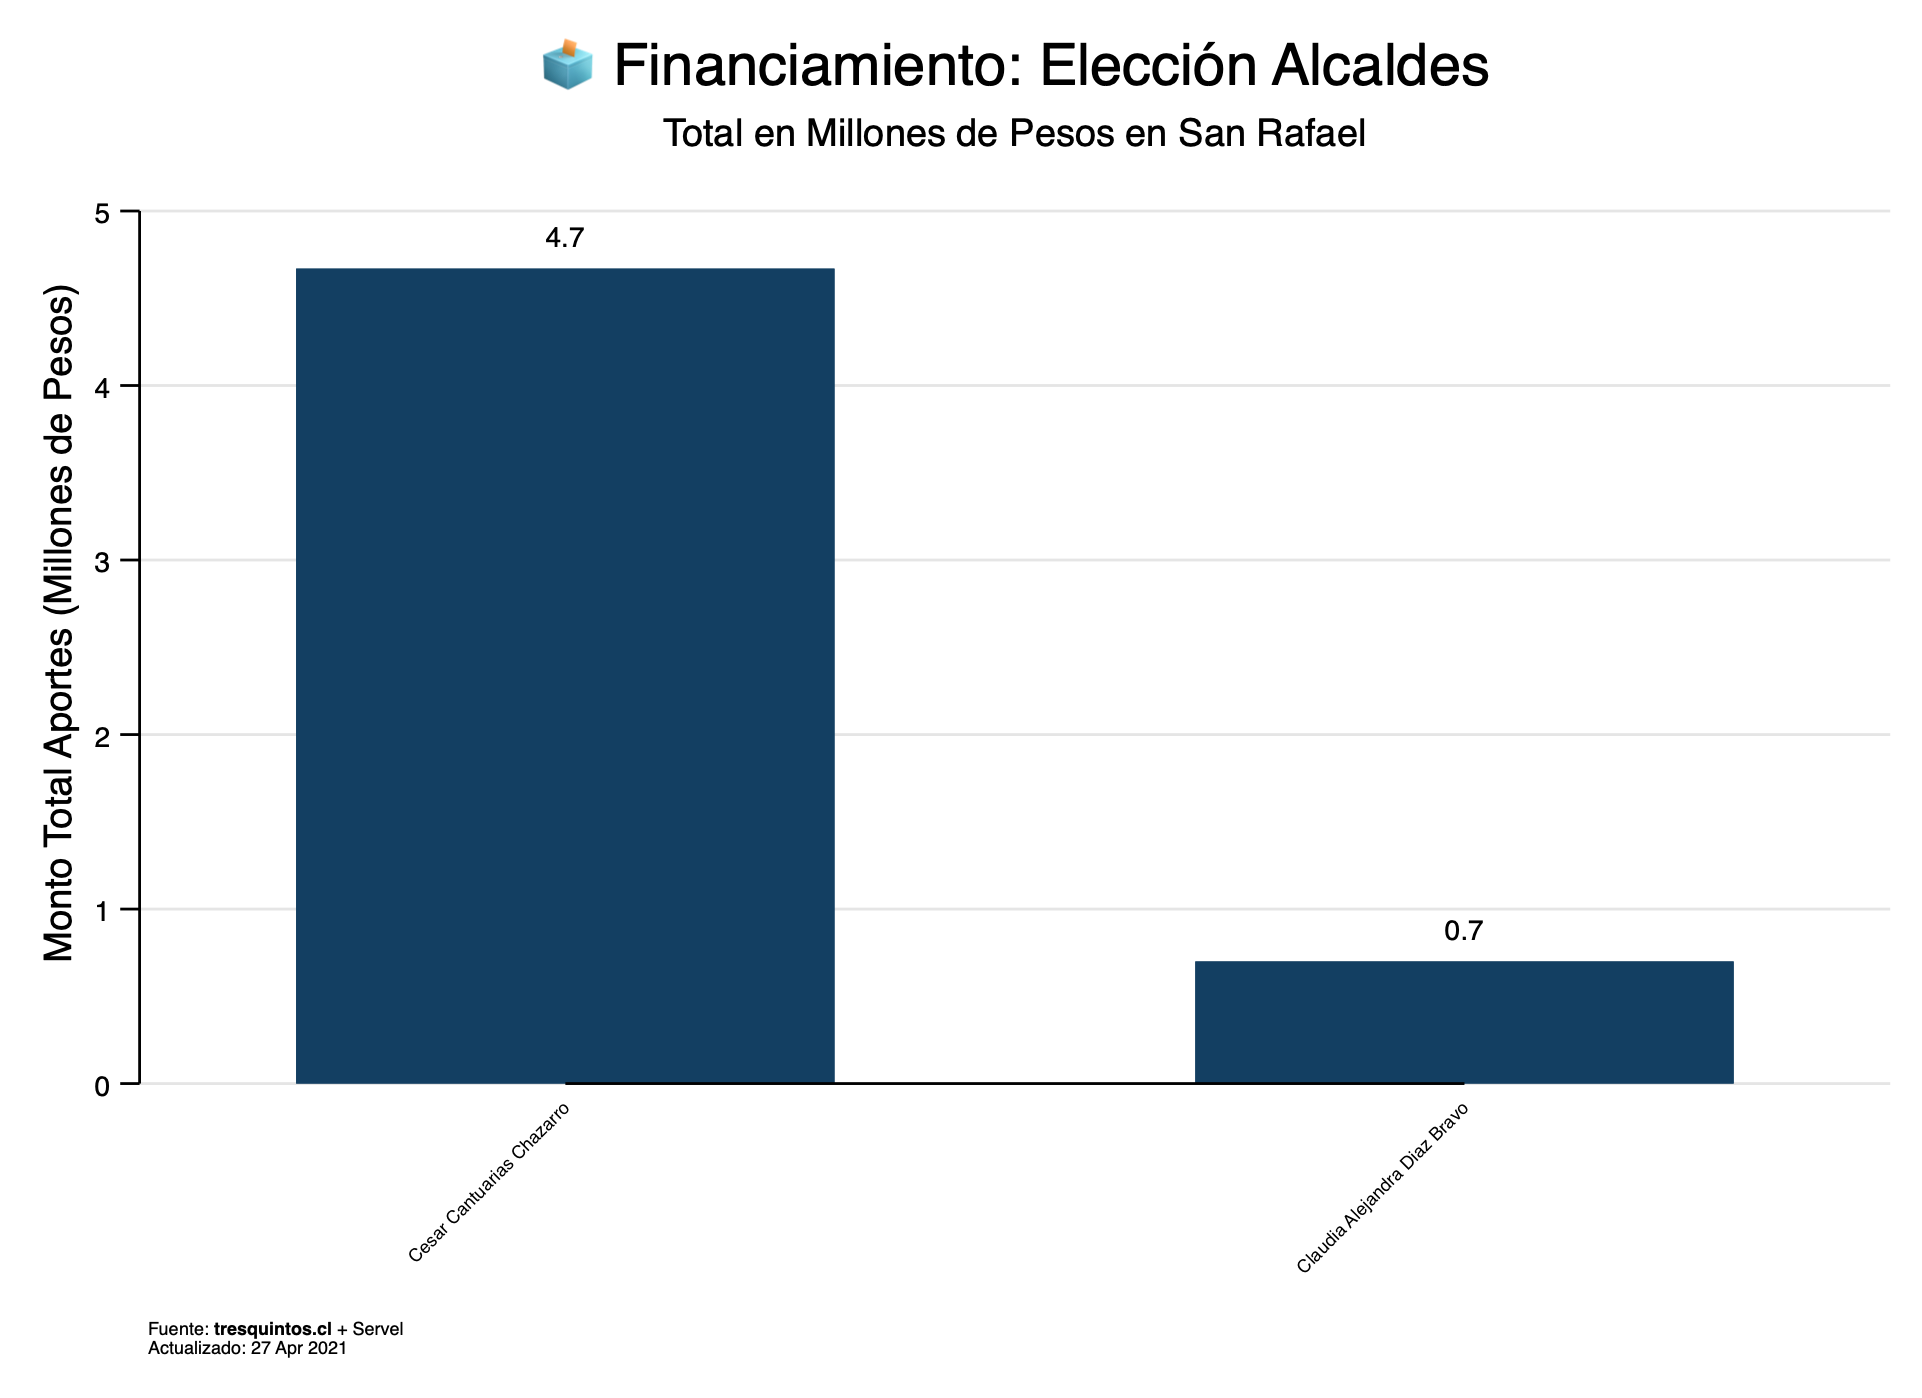 Financiamiento: Elección Alcaldes
Total en Millones de Pesos en San Rafael
Monto Total Aportes (Millones de Pesos)
5
4
3
2
1
0
4.7
0.7
Cesar Cantuarias Chazarro
Claudia Alejandra Diaz Bravo
Fuente: tresquintos.cl + Servel
Actualizado: 27 Apr 2021